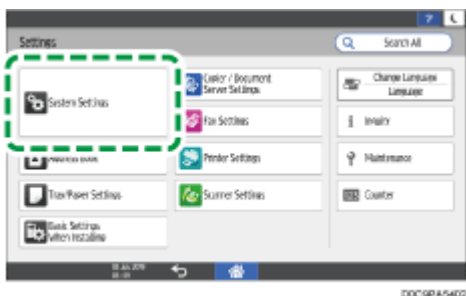 ?
Settings
Search All
System Settings
Copier / Document
Server Settings
Change Language
Language
Fax Settings
Inquiry
Address Book
Printer Settings
Maintenance
Tray/Paper Settings
Scanner Settings
Counter
Basic Settings
When Installing